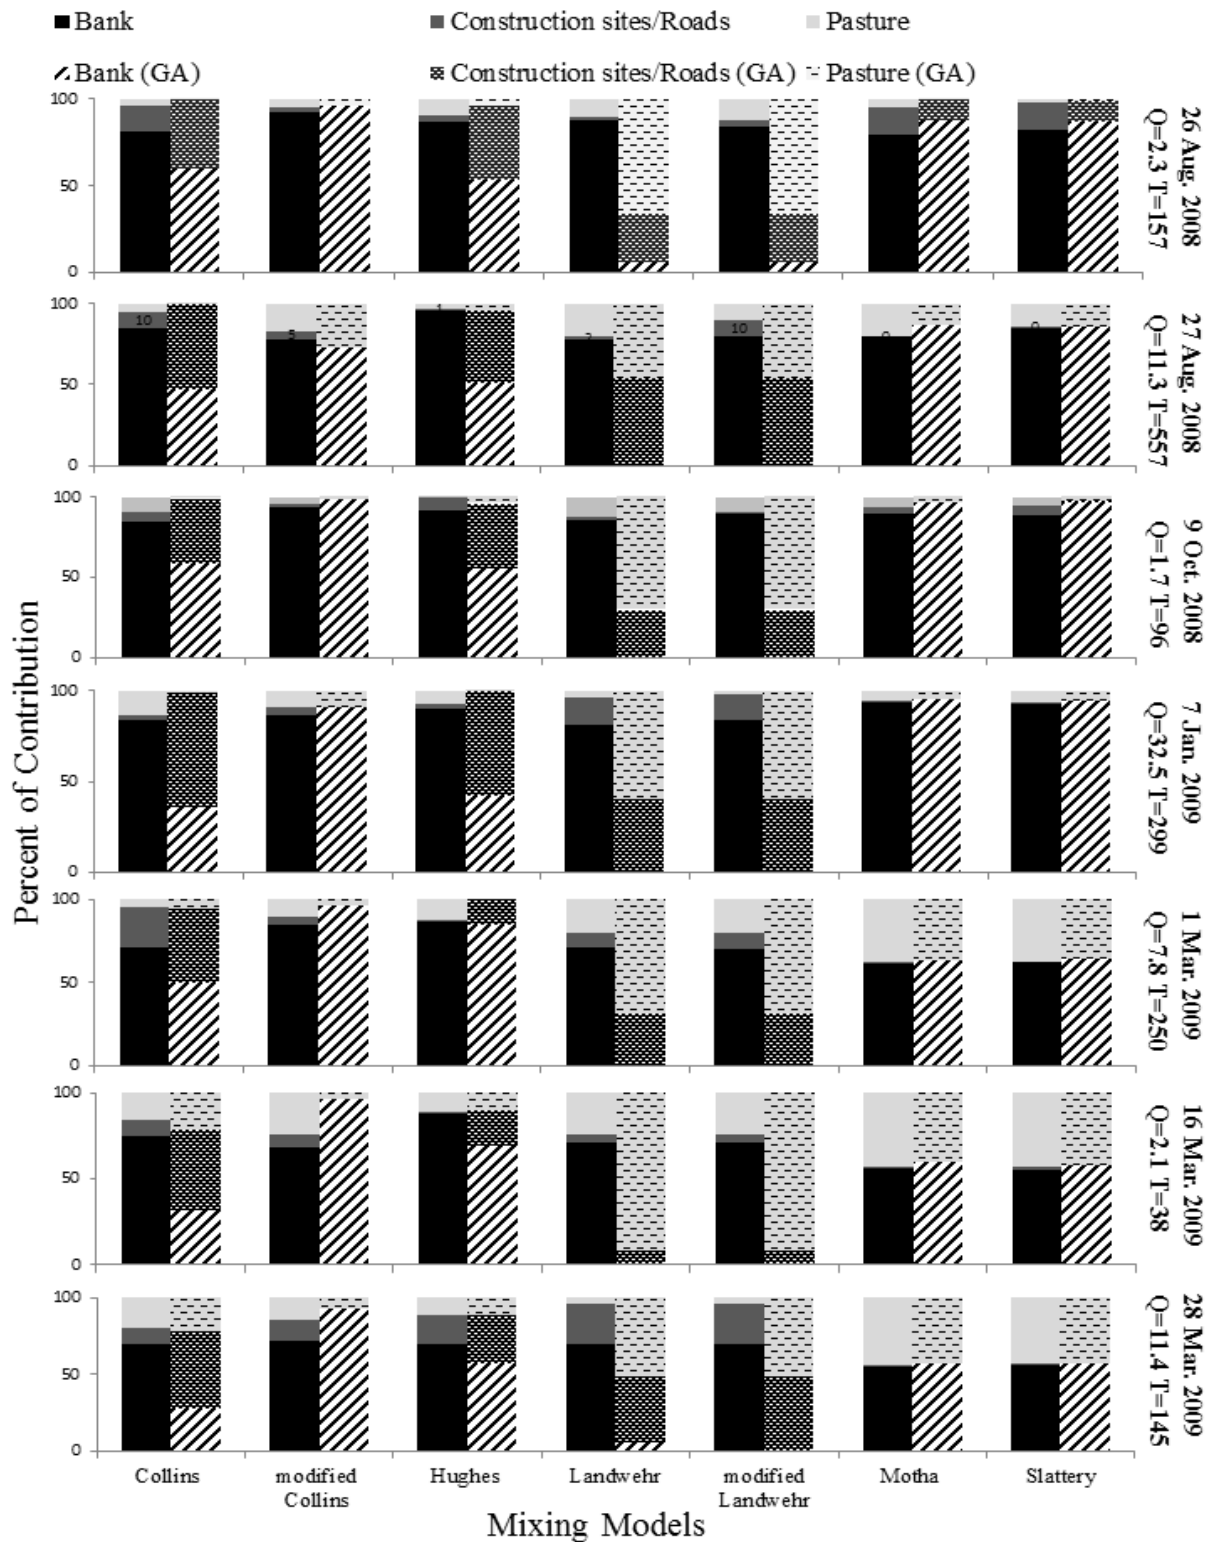 Bank Construction sites/Roads Pasture
Bank (GA) Construction sites/Roads (GA) Pasture (GA)
Percent of Contribution
100
50
0
26 Aug. 2008
Q=2.3 T=157
100
50
0
10
5
1
10
27 Aug. 2008
Q=11.3 T=557
100
50
0
9 Oct. 2008
Q=1.7 T=96
100
50
0
7 Jan. 2009
Q=32.5 T=299
100
50
0
1 Mar. 2009
Q=7.8 T=250
100
50
0
16 Mar. 2009
Q=2.1 T=38
100
50
0
28 Mar. 2009
Q=11.4 T=145
Collins modified Hughes Landwehr modified Motha Slattery
Collins Landwehr
Mixing Models